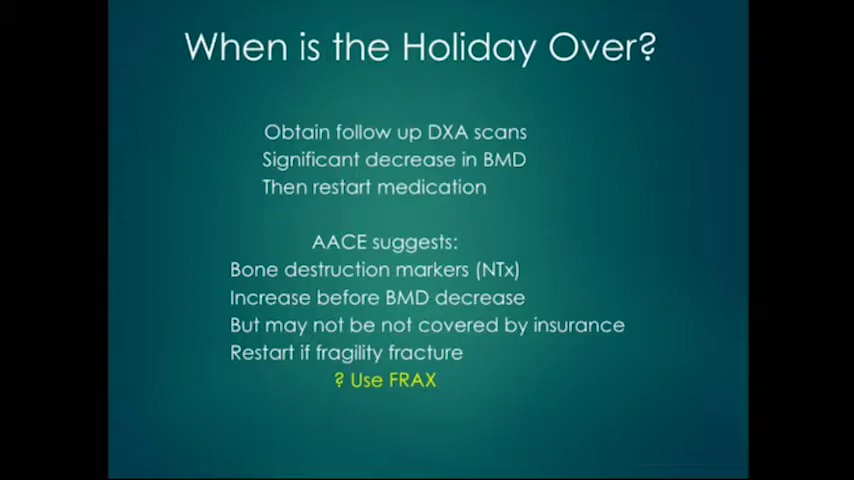 When is the Holiday Over?
Obtain follow up DXA scans
Significant decrease in BMD
Then restart medication
AACE suggests:
Bone destruction markers (NTx)
Increase before BMD decrease
But may not be not covered by insurance
Restart if fragility fracture
? Use FRAX